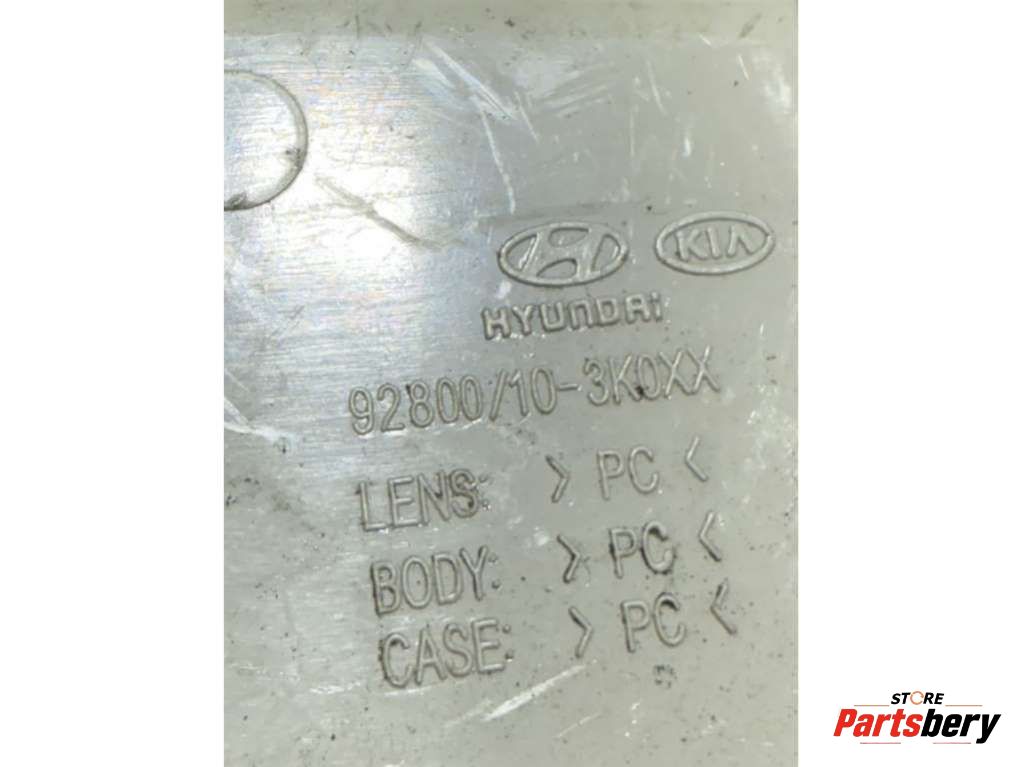 KIA
HYUNDAI
92800/10-3K0XX
LENS: > PC <
BODY: > PC <
CASE: > PC <
STORE
Partsbery